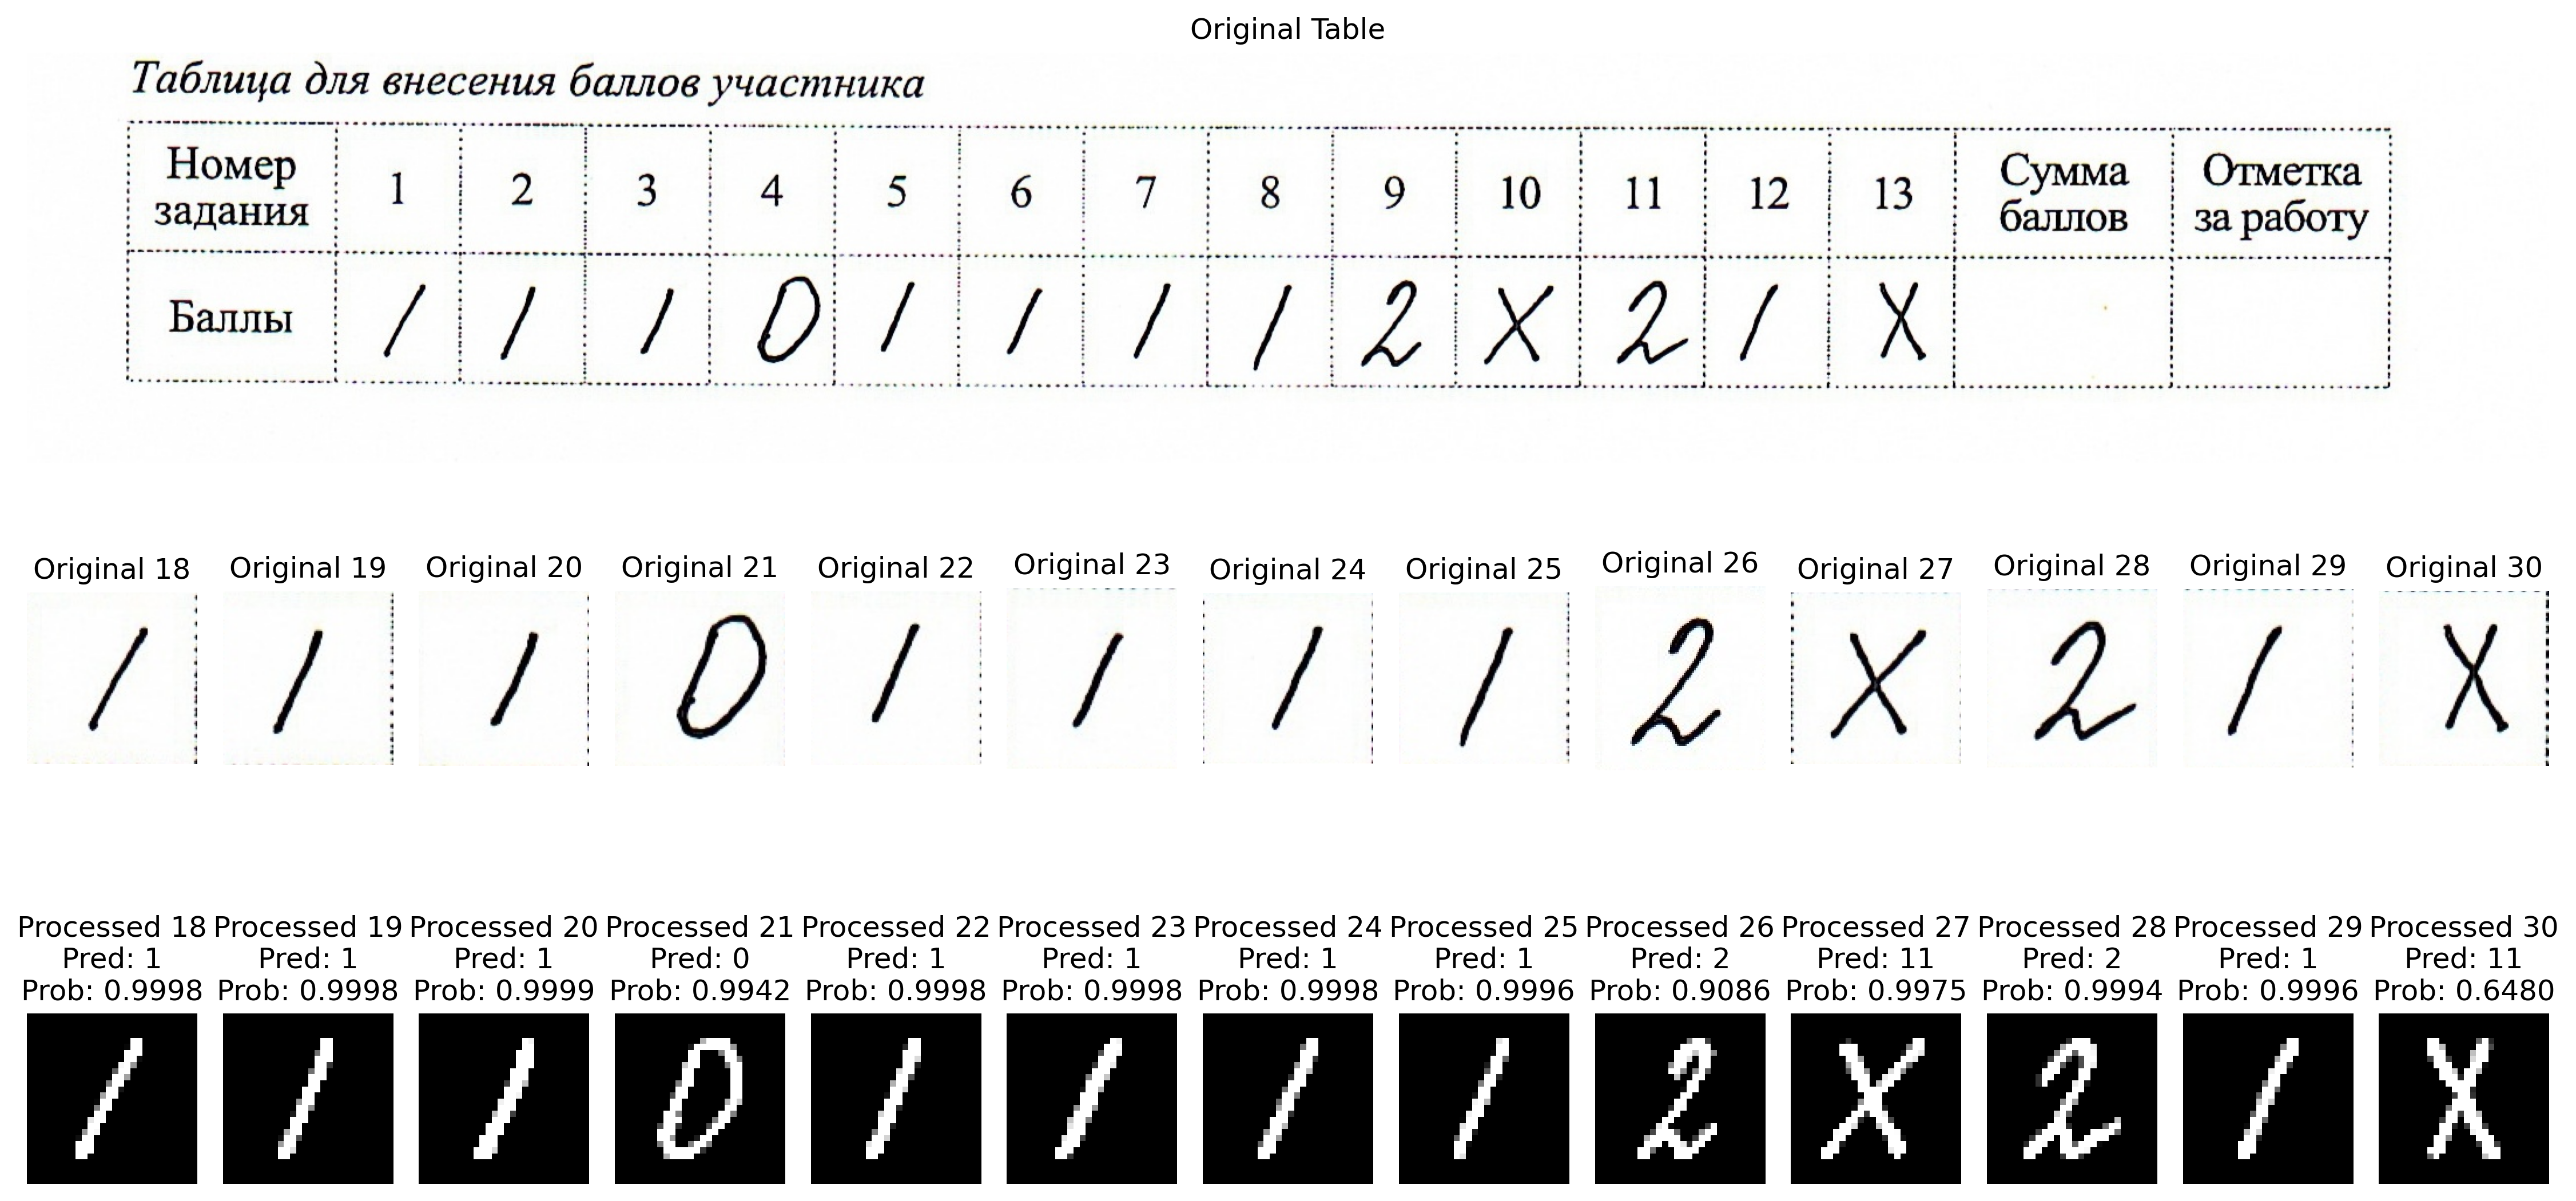 Original Table
Таблица для внесения баллов участника
Номер задания 1 2 3 4 5 6 7 8 9 10 11 12 13 Сумма баллов Отметка за работу
Баллы 1 1 1 0 1 1 1 1 2 X 2 1 X
Original 18 Original 19 Original 20 Original 21 Original 22 Original 23 Original 24 Original 25 Original 26 Original 27 Original 28 Original 29 Original 30
1 1 1 0 1 1 1 1 2 X 2 1 X
Processed 18 Processed 19 Processed 20 Processed 21 Processed 22 Processed 23 Processed 24 Processed 25 Processed 26 Processed 27 Processed 28 Processed 29 Processed 30
Pred: 1 Pred: 1 Pred: 1 Pred: 0 Pred: 1 Pred: 1 Pred: 1 Pred: 1 Pred: 2 Pred: 11 Pred: 2 Pred: 1 Pred: 11
Prob: 0.9998 Prob: 0.9998 Prob: 0.9999 Prob: 0.9942 Prob: 0.9998 Prob: 0.9998 Prob: 0.9998 Prob: 0.9996 Prob: 0.9086 Prob: 0.9975 Prob: 0.9994 Prob: 0.9996 Prob: 0.6480
1 1 1 0 1 1 1 1 2 X 2 1 X